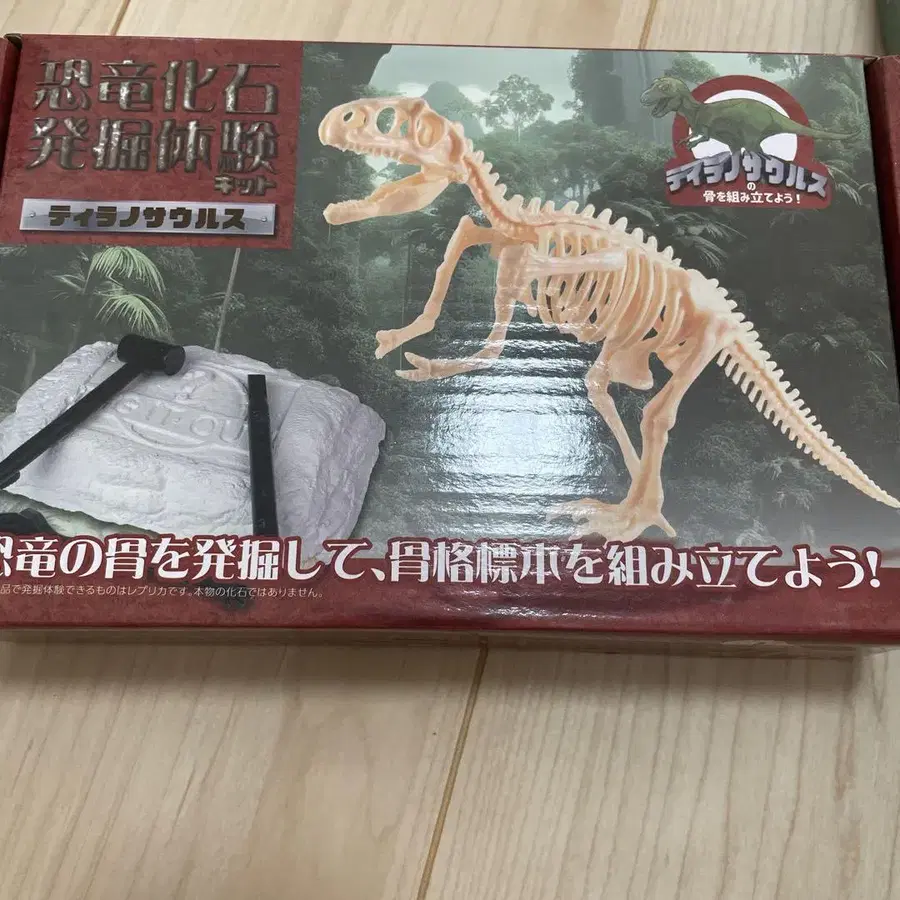 恐竜化石
発掘体験
キット
ティラノサウルス
ティラノサウルス
の
骨を組み立てよう!
恐竜の骨を発掘して、骨格標本を組み立てよう!
品で発掘体験できるものはレプリカです。本物の化石ではありません。